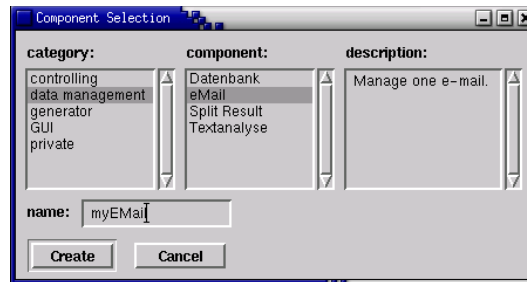 Component Selection
category:
controlling
data management
generator
GUI
private
component:
Datenbank
eMail
Split Result
Textanalyse
description:
Manage one e-mail.
name: myEMail
Create Cancel